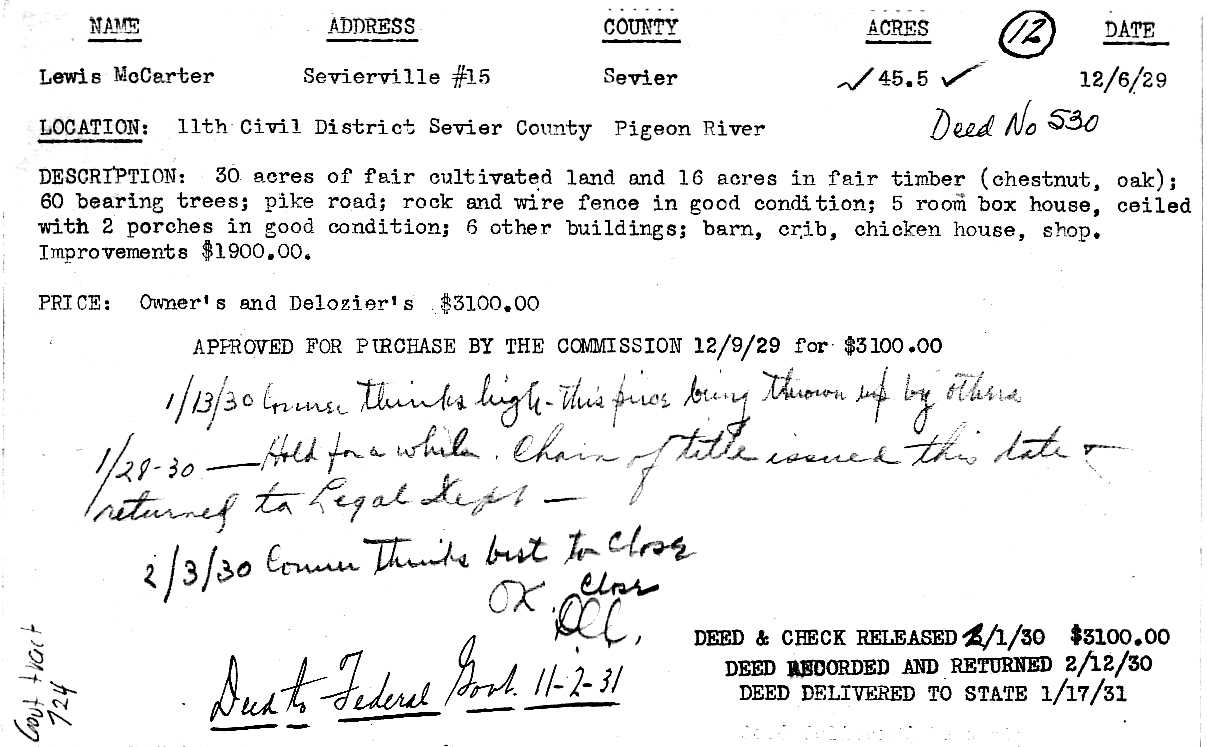 NAME ADDRESS COUNTY ACRES 12 DATE
Lewis McCarter Sevierville #15 Sevier ✓ 45.5 ✓ 12/6/29
LOCATION: 11th Civil District Sevier County Pigeon River Deed No 530
DESCRIPTION: 30 acres of fair cultivated land and 16 acres in fair timber (chestnut, oak);
60 bearing trees; pike road; rock and wire fence in good condition; 5 room box house, ceiled
with 2 porches in good condition; 6 other buildings; barn, crib, chicken house, shop.
Improvements $1900.00.
PRICE: Owner's and Delozier's $3100.00
APPROVED FOR PURCHASE BY THE COMMISSION 12/9/29 for $3100.00
1/13/30 Conner thinks high - this price being thrown up by others
1/28-30 — Hold for a while. Chain of title issued this date &
returned to Legal Dept —
2/3/30 Conner thinks best to close
OK. Close
DEED & CHECK RELEASED /1/30 $3100.00
DEED RECORDED AND RETURNED 2/12/30
DEED DELIVERED TO STATE 1/17/31
Deed to Federal Govt. 11-2-31
Govt tract
724